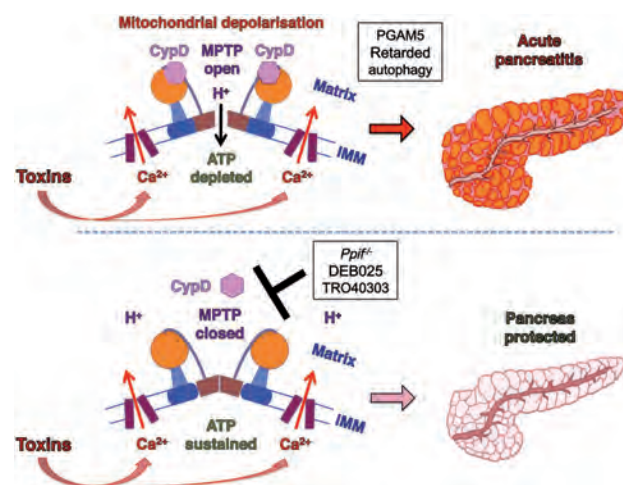 Mitochondrial depolarisation
CypD MPTP CypD
open
H⁺
Matrix
IMM
ATP
depleted
Toxins
Ca²⁺
Ca²⁺
PGAM5
Retarded
autophagy
Acute
pancreatitis
Ppif⁻/⁻
DEB025
TRO40303
CypD
MPTP
closed
H⁺
H⁺
Matrix
IMM
ATP
sustained
Toxins
Ca²⁺
Ca²⁺
Pancreas
protected